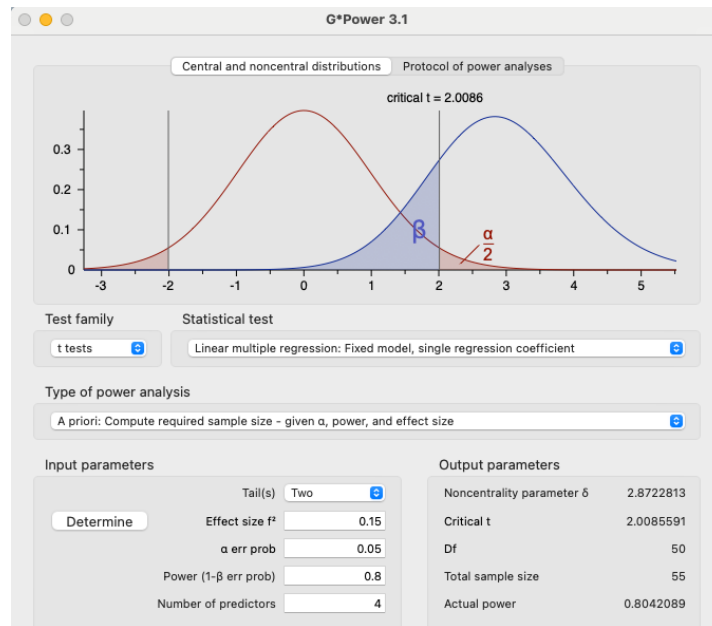 G*Power 3.1
Central and noncentral distributions Protocol of power analyses
critical t = 2.0086
0.3
0.2
0.1
0
β
α
2
-3 -2 -1 0 1 2 3 4 5
Test family Statistical test
t tests Linear multiple regression: Fixed model, single regression coefficient
Type of power analysis
A priori: Compute required sample size - given α, power, and effect size
Input parameters Output parameters
Tail(s) Two Noncentrality parameter δ 2.8722813
Determine Effect size f² 0.15 Critical t 2.0085591
α err prob 0.05 Df 50
Power (1-β err prob) 0.8 Total sample size 55
Number of predictors 4 Actual power 0.8042089